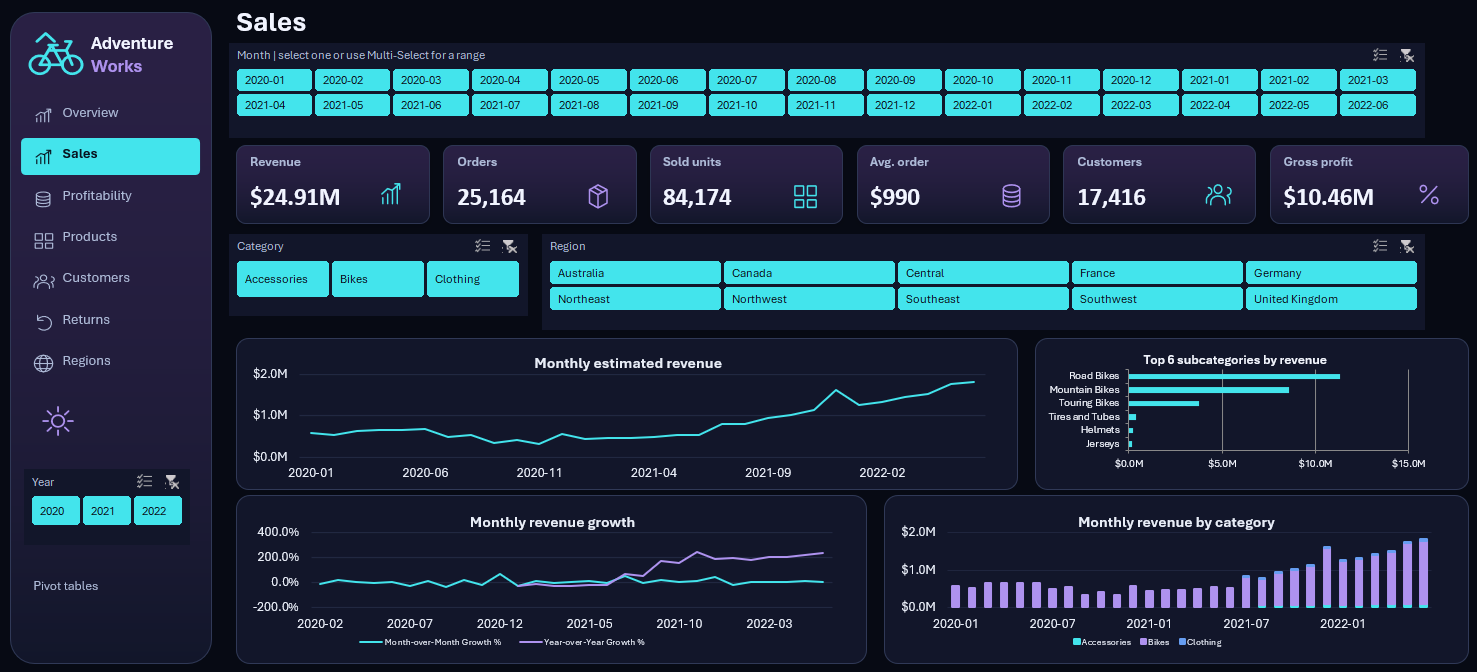 Adventure
Works
Overview
Sales
Profitability
Products
Customers
Returns
Regions
Year
2020 2021 2022
Pivot tables
Sales
Month | select one or use Multi-Select for a range
2020-01 2020-02 2020-03 2020-04 2020-05 2020-06 2020-07 2020-08 2020-09 2020-10 2020-11 2020-12 2021-01 2021-02 2021-03
2021-04 2021-05 2021-06 2021-07 2021-08 2021-09 2021-10 2021-11 2021-12 2022-01 2022-02 2022-03 2022-04 2022-05 2022-06
Revenue
$24.91M
Orders
25,164
Sold units
84,174
Avg. order
$990
Customers
17,416
Gross profit
$10.46M
Category
Accessories Bikes Clothing
Region
Australia Canada Central France Germany
Northeast Northwest Southeast Southwest United Kingdom
Monthly estimated revenue
$2.0M
$1.0M
$0.0M
2020-01 2020-06 2020-11 2021-04 2021-09 2022-02
Top 6 subcategories by revenue
Road Bikes
Mountain Bikes
Touring Bikes
Tires and Tubes
Helmets
Jerseys
$0.0M $5.0M $10.0M $15.0M
Monthly revenue growth
400.0%
200.0%
0.0%
-200.0%
2020-02 2020-07 2020-12 2021-05 2021-10 2022-03
Month-over-Month Growth % Year-over-Year Growth %
Monthly revenue by category
$2.0M
$1.0M
$0.0M
2020-01 2020-07 2021-01 2021-07 2022-01
Accessories Bikes Clothing